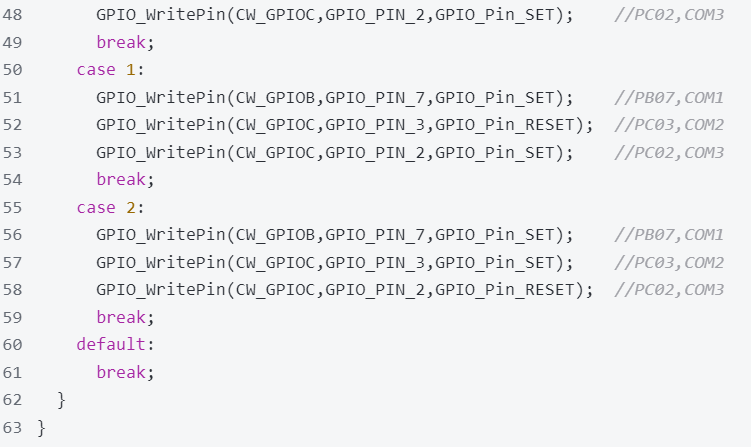 48 GPIO_WritePin(CW_GPIOC,GPIO_PIN_2,GPIO_Pin_SET); //PC02,COM3
49 break;
50 case 1:
51 GPIO_WritePin(CW_GPIOB,GPIO_PIN_7,GPIO_Pin_SET); //PB07,COM1
52 GPIO_WritePin(CW_GPIOC,GPIO_PIN_3,GPIO_Pin_RESET); //PC03,COM2
53 GPIO_WritePin(CW_GPIOC,GPIO_PIN_2,GPIO_Pin_SET); //PC02,COM3
54 break;
55 case 2:
56 GPIO_WritePin(CW_GPIOB,GPIO_PIN_7,GPIO_Pin_SET); //PB07,COM1
57 GPIO_WritePin(CW_GPIOC,GPIO_PIN_3,GPIO_Pin_SET); //PC03,COM2
58 GPIO_WritePin(CW_GPIOC,GPIO_PIN_2,GPIO_Pin_RESET); //PC02,COM3
59 break;
60 default:
61 break;
62 }
63 }